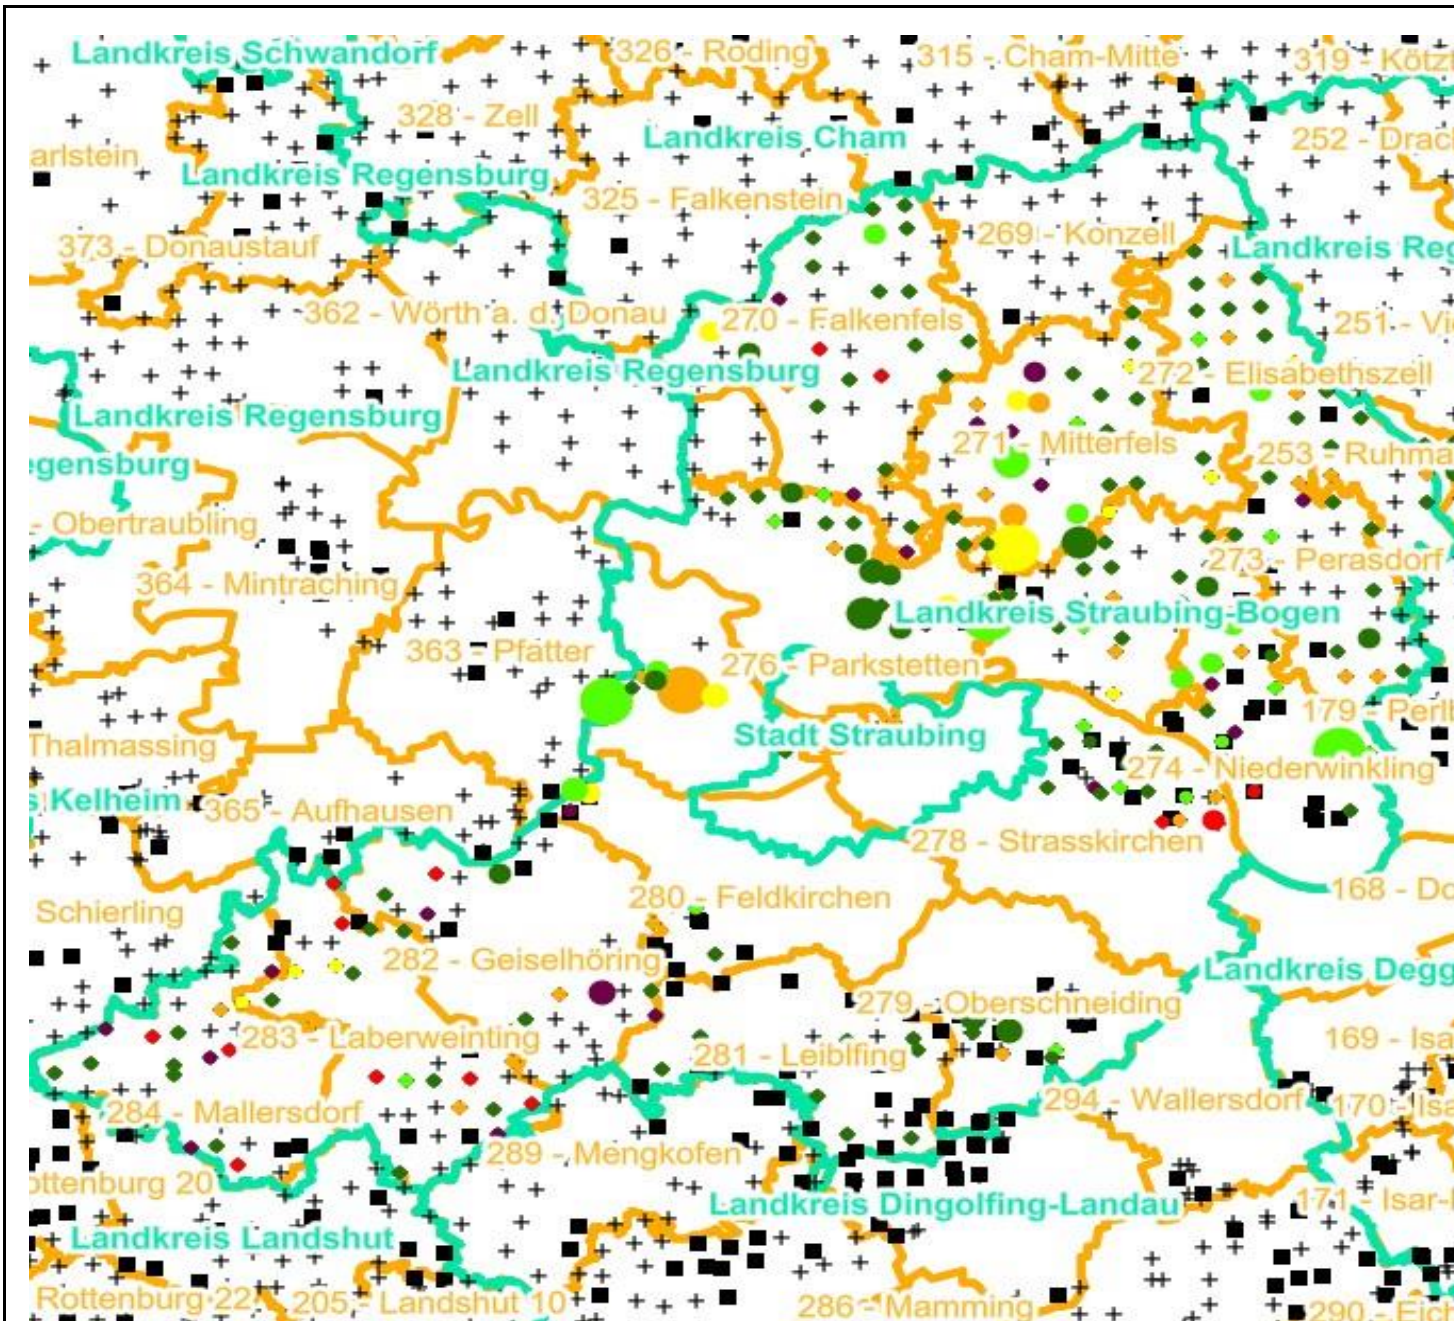 Landkreis Schwandorf
326 - Roding
315 - Cham-Mitte
319 - Kötz
328 - Zell
Landkreis Cham
252 - Drac
arlstein
Landkreis Regensburg
325 - Falkenstein
373 - Donaustauf
269 - Konzell
Landkreis Reg
362 - Wörth a. d. Donau
270 - Falkenfels
251 - V
Landkreis Regensburg
272 - Elisabethszell
Landkreis Regensburg
271 - Mitterfels
253 - Ruhma
egensburg
- Obertraubling
364 - Mintraching
273 - Perasdorf
Landkreis Straubing-Bogen
363 - Pfatter
276 - Parkstetten
179 - Perl
Thalmassing
Stadt Straubing
274 - Niederwinkling
s Kelheim
365 - Aufhausen
278 - Strasskirchen
280 - Feldkirchen
168 - Do
Schierling
282 - Geiselhöring
Landkreis Degg
279 - Oberschneiding
283 - Laberweinting
281 - Leiblfing
169 - Isa
284 - Mallersdorf
294 - Wallersdorf
170 - Isa
289 - Mengkofen
ottenburg 20
Landkreis Dingolfing-Landau
171 - Isar-
Landkreis Landshut
Rottenburg 22
205 - Landshut 10
286 - Mamming
290 - Eich